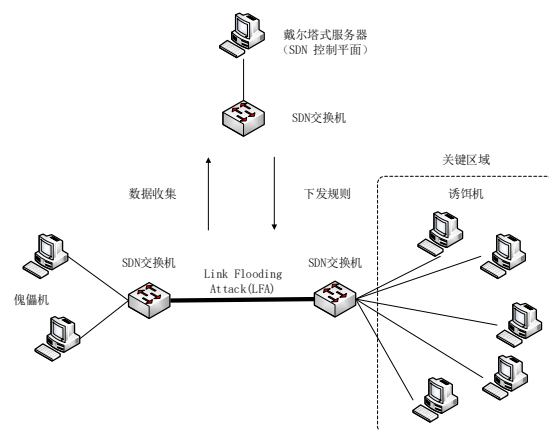 戴尔塔式服务器
（SDN 控制平面）
SDN交换机
关键区域
数据收集
下发规则
诱饵机
SDN交换机
Link Flooding
Attack(LFA)
SDN交换机
傀儡机